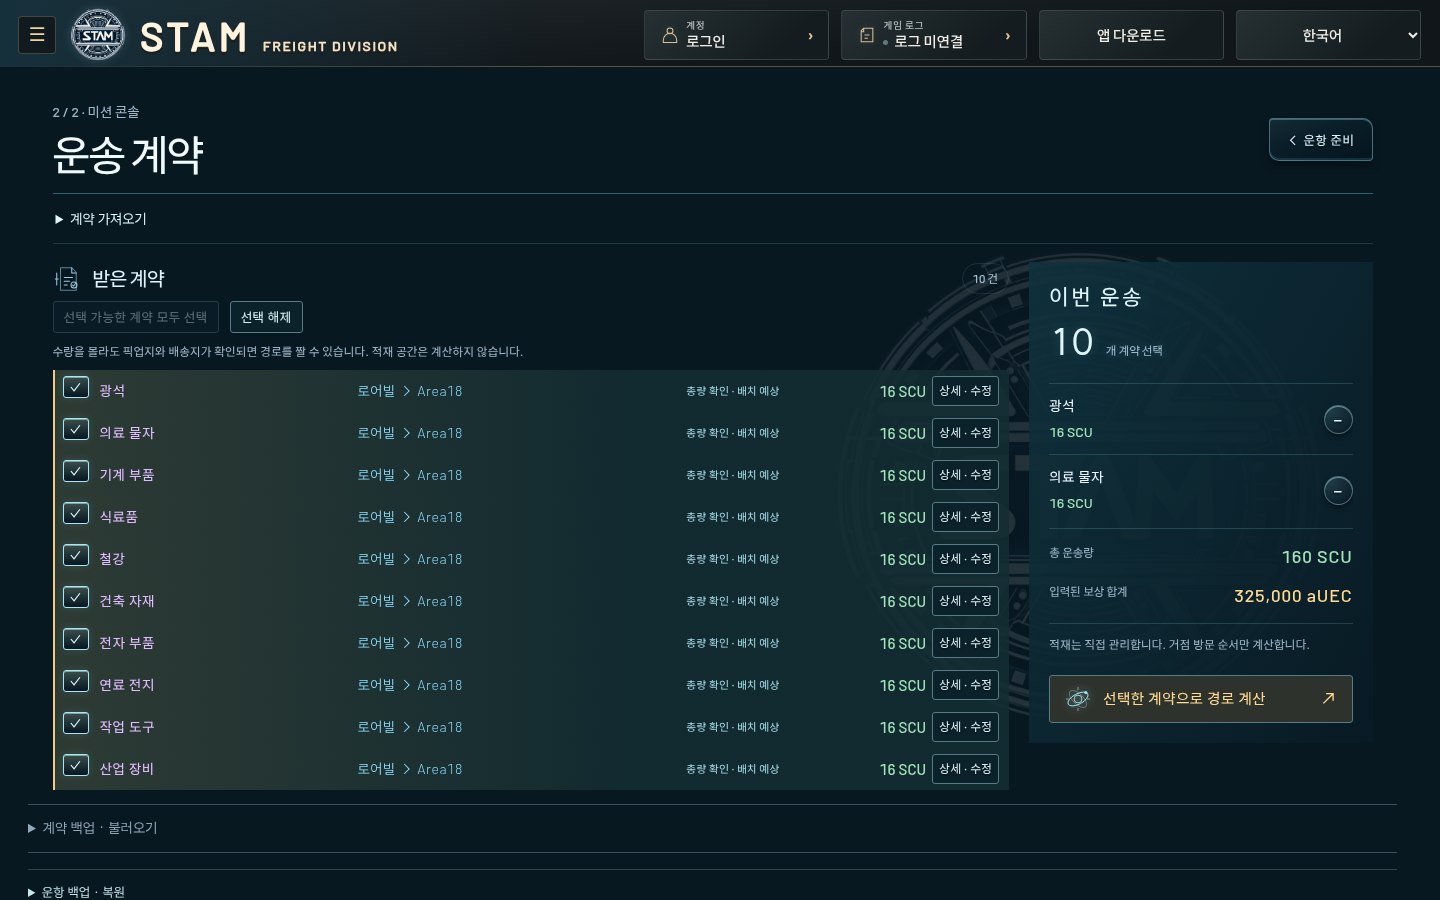 ☰ STAM STAM FREIGHT DIVISION
계정
로그인 ›
게임 로그
로그 미연결 ›
앱 다운로드
한국어
2 / 2 · 미션 콘솔
운송 계약
운항 준비
▶ 계약 가져오기
받은 계약
10 건
선택 가능한 계약 모두 선택 선택 해제
수량을 몰라도 픽업지와 배송지가 확인되면 경로를 짤 수 있습니다. 적재 공간은 계산하지 않습니다.
광석 로어빌 > Area18 총량 확인 · 배치 예상 16 SCU 상세 · 수정
의료 물자 로어빌 > Area18 총량 확인 · 배치 예상 16 SCU 상세 · 수정
기계 부품 로어빌 > Area18 총량 확인 · 배치 예상 16 SCU 상세 · 수정
식료품 로어빌 > Area18 총량 확인 · 배치 예상 16 SCU 상세 · 수정
철강 로어빌 > Area18 총량 확인 · 배치 예상 16 SCU 상세 · 수정
건축 자재 로어빌 > Area18 총량 확인 · 배치 예상 16 SCU 상세 · 수정
전자 부품 로어빌 > Area18 총량 확인 · 배치 예상 16 SCU 상세 · 수정
연료 전지 로어빌 > Area18 총량 확인 · 배치 예상 16 SCU 상세 · 수정
작업 도구 로어빌 > Area18 총량 확인 · 배치 예상 16 SCU 상세 · 수정
산업 장비 로어빌 > Area18 총량 확인 · 배치 예상 16 SCU 상세 · 수정
이번 운송
10 개 계약 선택
광석
16 SCU
의료 물자
16 SCU
총 운송량 160 SCU
입력된 보상 합계 325,000 aUEC
적재는 직접 관리합니다. 거점 방문 순서만 계산합니다.
선택한 계약으로 경로 계산
▶ 계약 백업 · 불러오기
▶ 운항 백업 · 복원